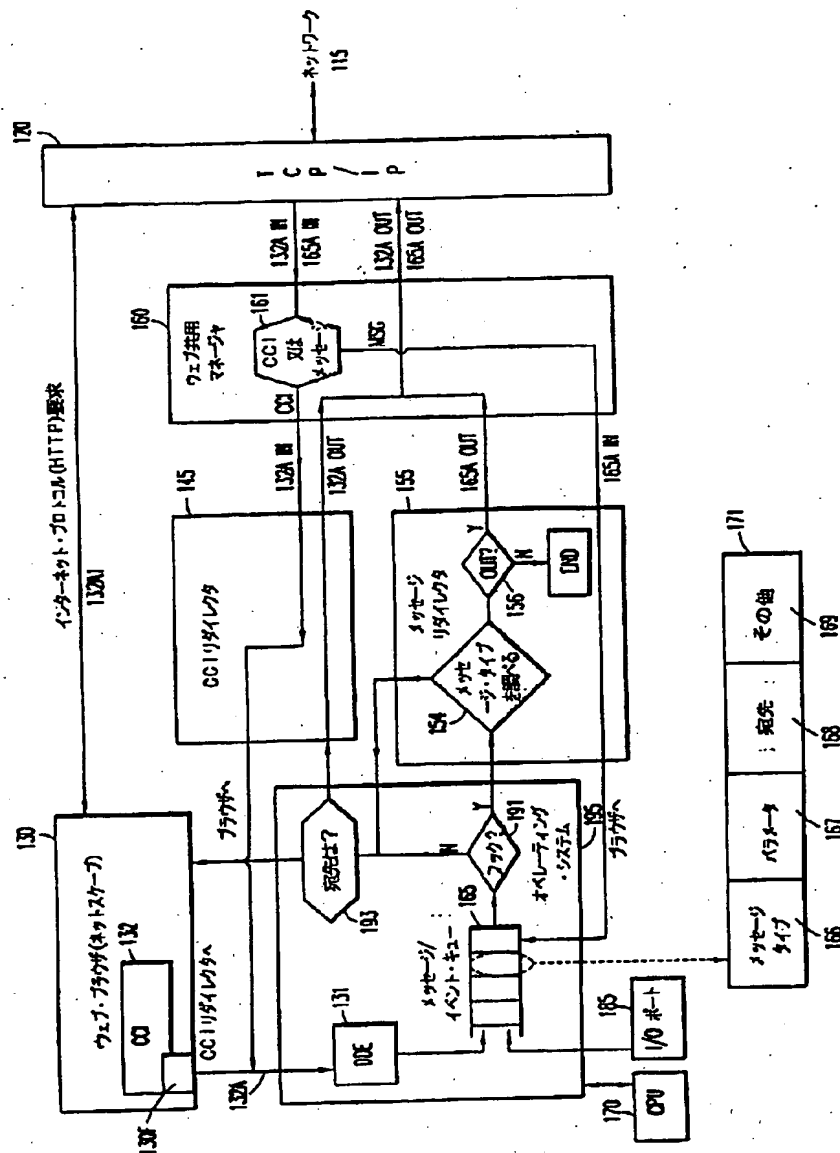 ネットワーク
115
120
TCP/IP
インターネット・プロトコル(HTTP)要求
132A1
132A IN
165A IN
132A OUT
165A OUT
160
ウェブ共用
マネージャ
161
CCI
又は
メッセージ
MSG
CCI
132A IN
132A OUT
165A OUT
165A IN
145
CCIリダイレクタ
155
メッセージ
リダイレクタ
OUT?
Y
N
156
END
メッセ
ージ・タイプ
を調べる
154
130
ウェブ・ブラウザ(ネットスケープ)
132
CCI
130F
CCIリダイレクタへ
ブラウザへ
132A
宛先は?
193
N
フック?
Y
191
オペレーティング
・システム
195
ブラウザへ
131
DDE
メッセージ/
イベント・キュー
165
I/O ポート
185
CPU
170
171
メッセージ
タイプ
パラメータ
宛先
その他
166
167
168
169